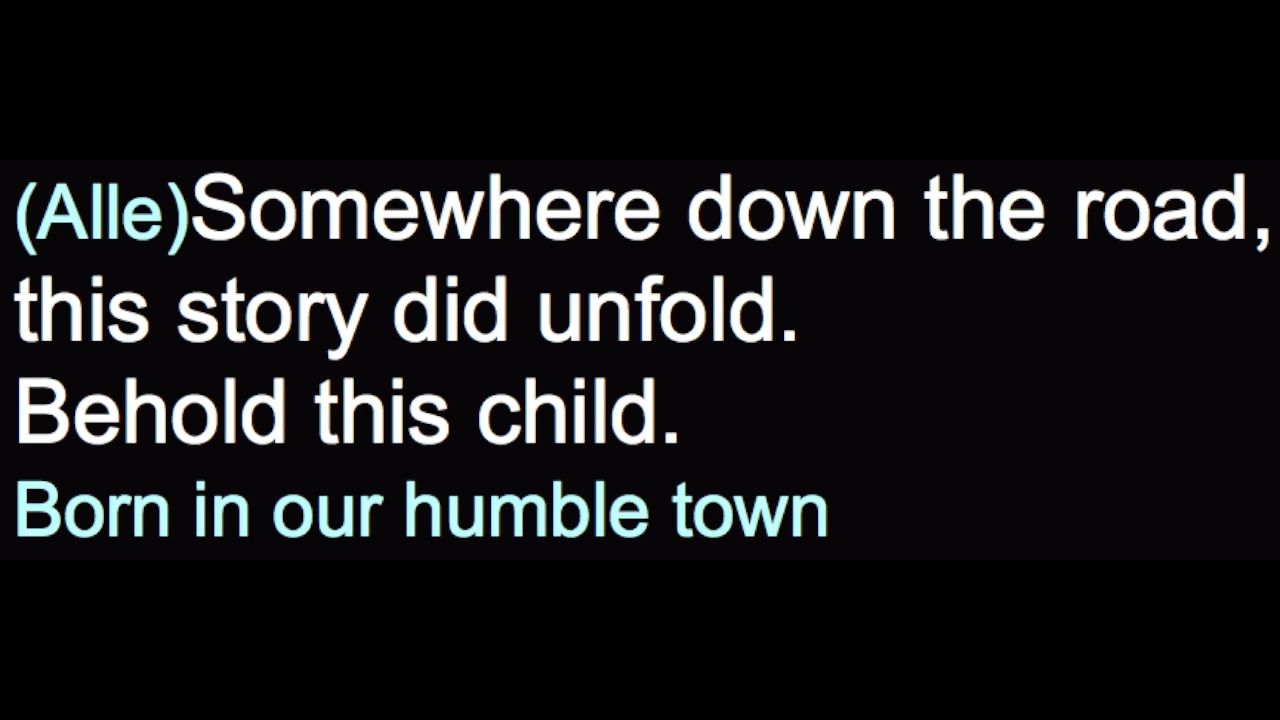 (Alle)Somewhere down the road,
this story did unfold.
Behold this child.
Born in our humble town